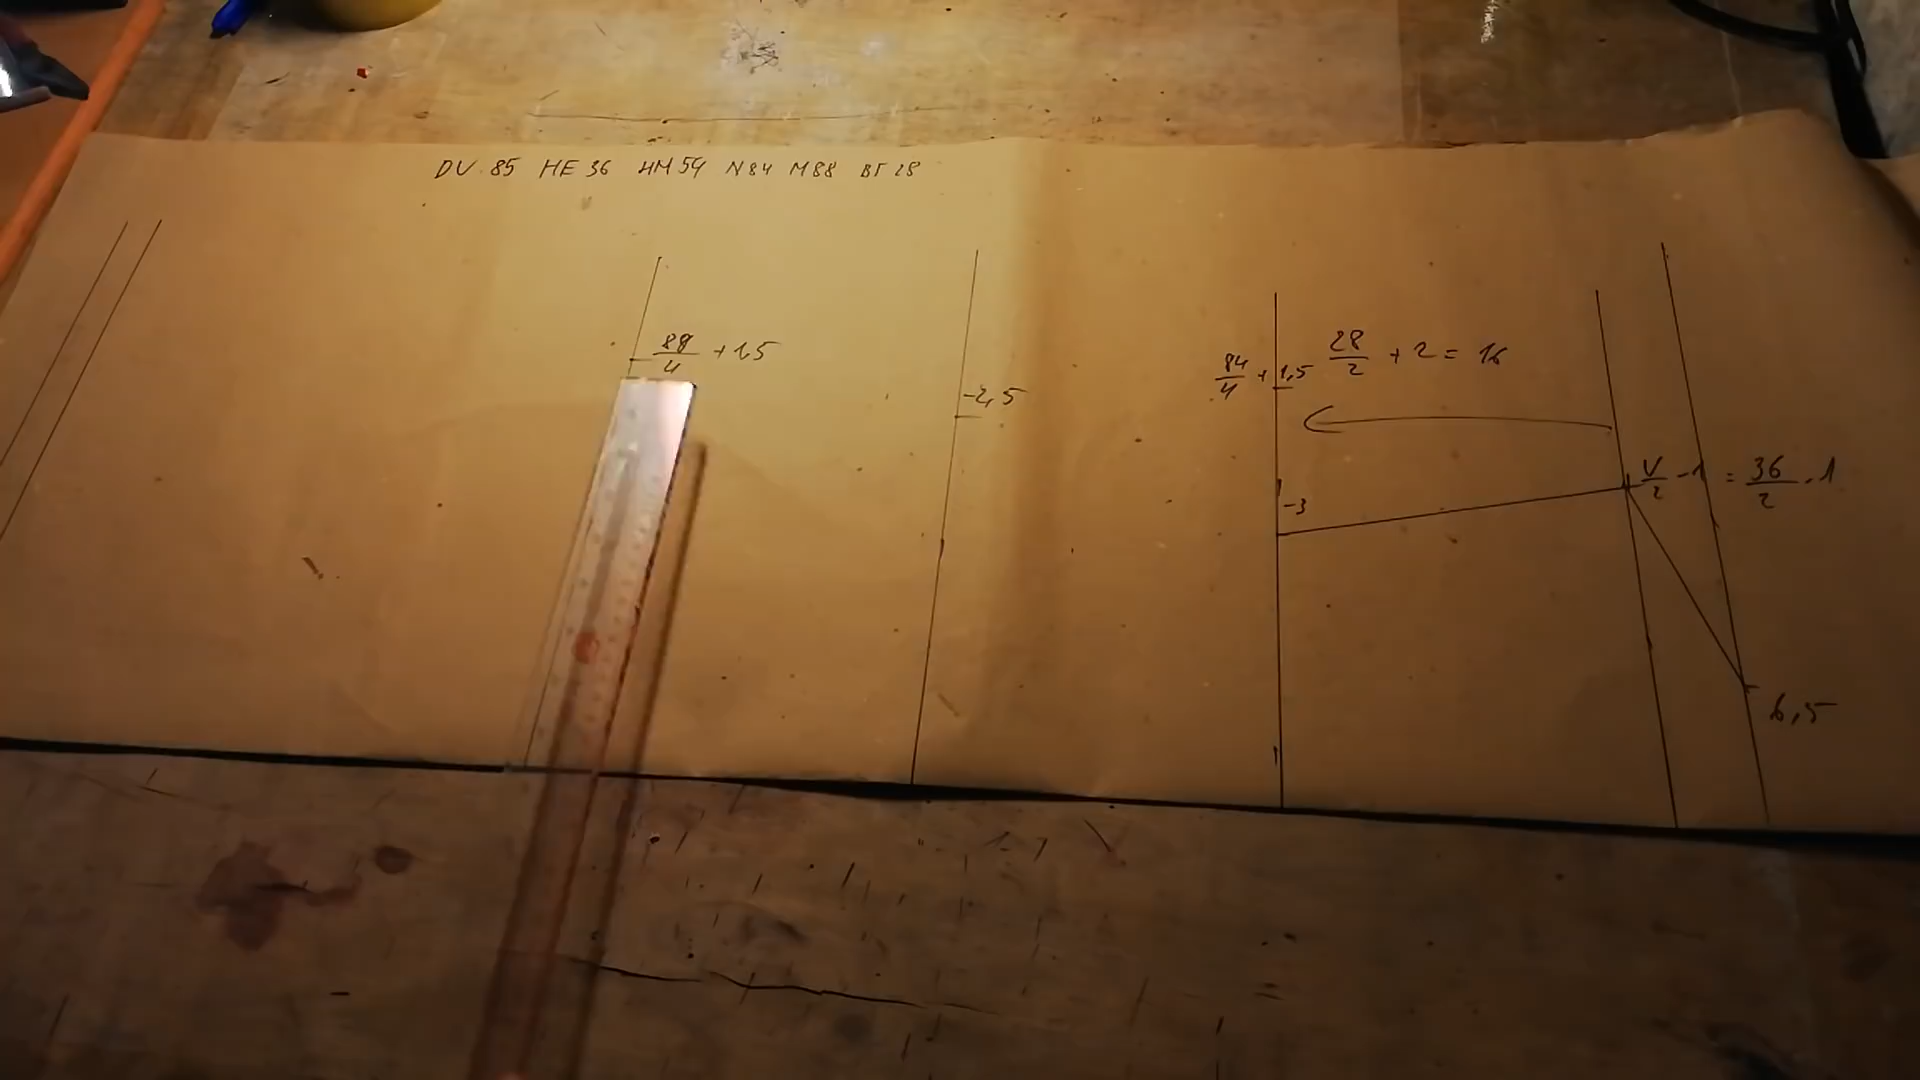 DV 85 HE 36 HM 54 N 84 M 88 BT 28
88/4 + 1,5
-2,5
84/4 + 1,5
28/2 + 2 = 16
-3
V/2 - 1 = 36/2 - 1
6,5